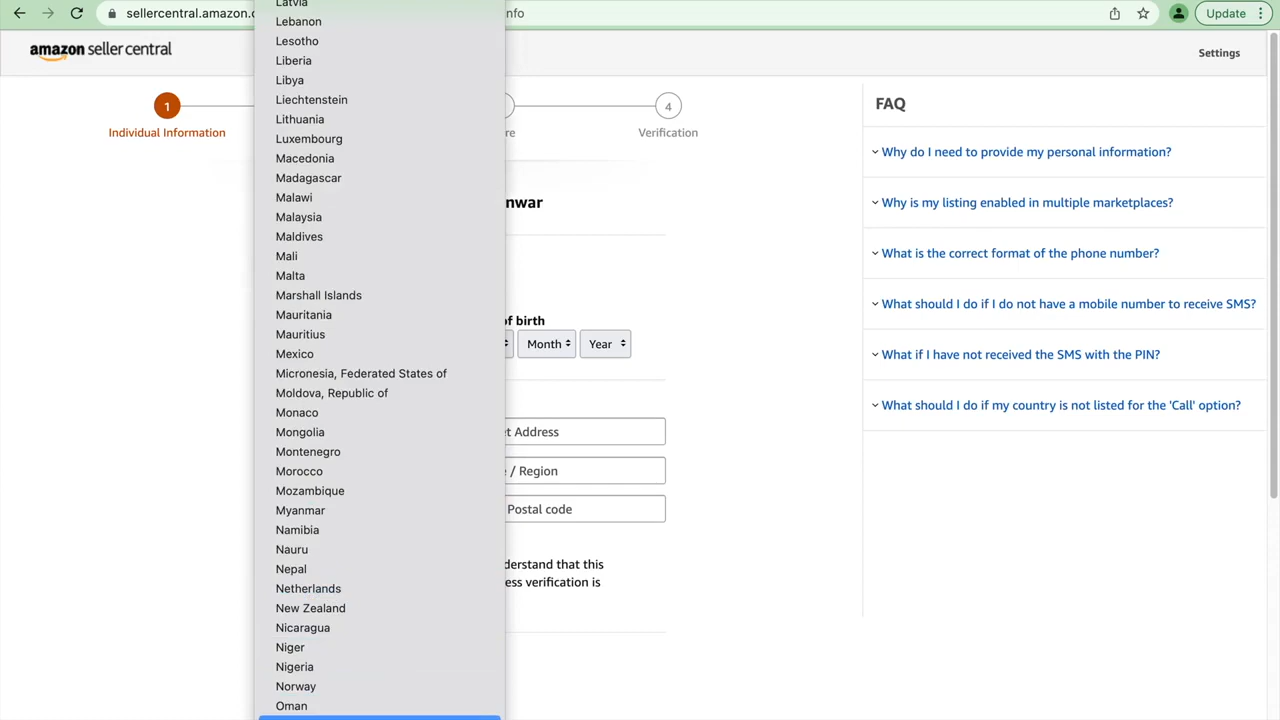 sellercentral.amazon.c
nfo
Update
amazon seller central
Settings
1
4
Individual Information
re
Verification
nwar
of birth
Month
Year
et Address
e / Region
Postal code
derstand that this
ess verification is
Latvia
Lebanon
Lesotho
Liberia
Libya
Liechtenstein
Lithuania
Luxembourg
Macedonia
Madagascar
Malawi
Malaysia
Maldives
Mali
Malta
Marshall Islands
Mauritania
Mauritius
Mexico
Micronesia, Federated States of
Moldova, Republic of
Monaco
Mongolia
Montenegro
Morocco
Mozambique
Myanmar
Namibia
Nauru
Nepal
Netherlands
New Zealand
Nicaragua
Niger
Nigeria
Norway
Oman
FAQ
Why do I need to provide my personal information?
Why is my listing enabled in multiple marketplaces?
What is the correct format of the phone number?
What should I do if I do not have a mobile number to receive SMS?
What if I have not received the SMS with the PIN?
What should I do if my country is not listed for the 'Call' option?